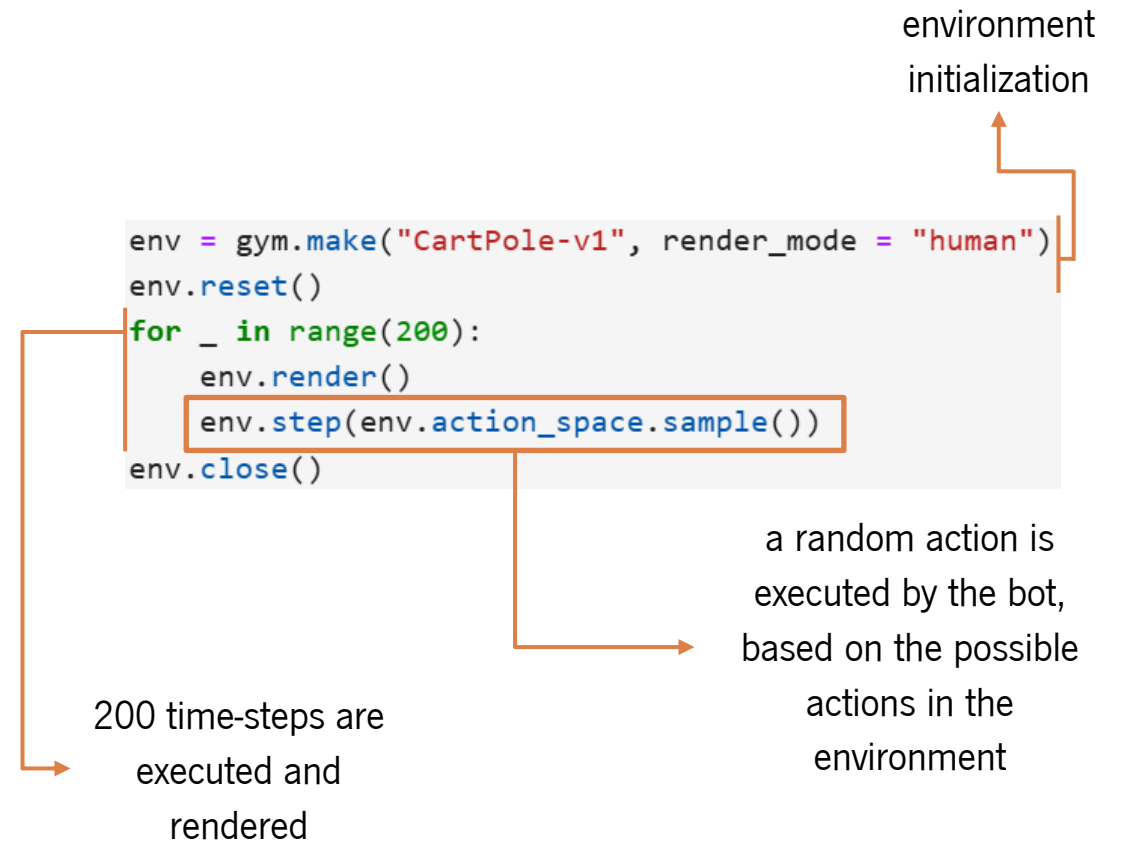 environment
initialization
env = gym.make("CartPole-v1", render_mode = "human")
env.reset()
for _ in range(200):
    env.render()
    env.step(env.action_space.sample())
env.close()
a random action is
executed by the bot,
based on the possible
actions in the
environment
200 time-steps are
executed and
rendered